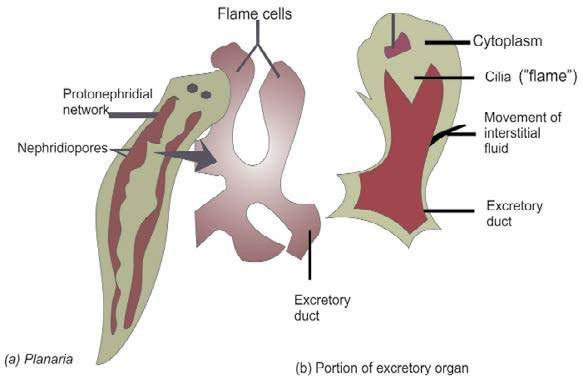 Flame cells
Cytoplasm
Cilia ("flame")
Protonephridial
network
Movement of
interstitial
fluid
Nephridiopores
Excretory
duct
Excretory
duct
(a) Planaria
(b) Portion of excretory organ